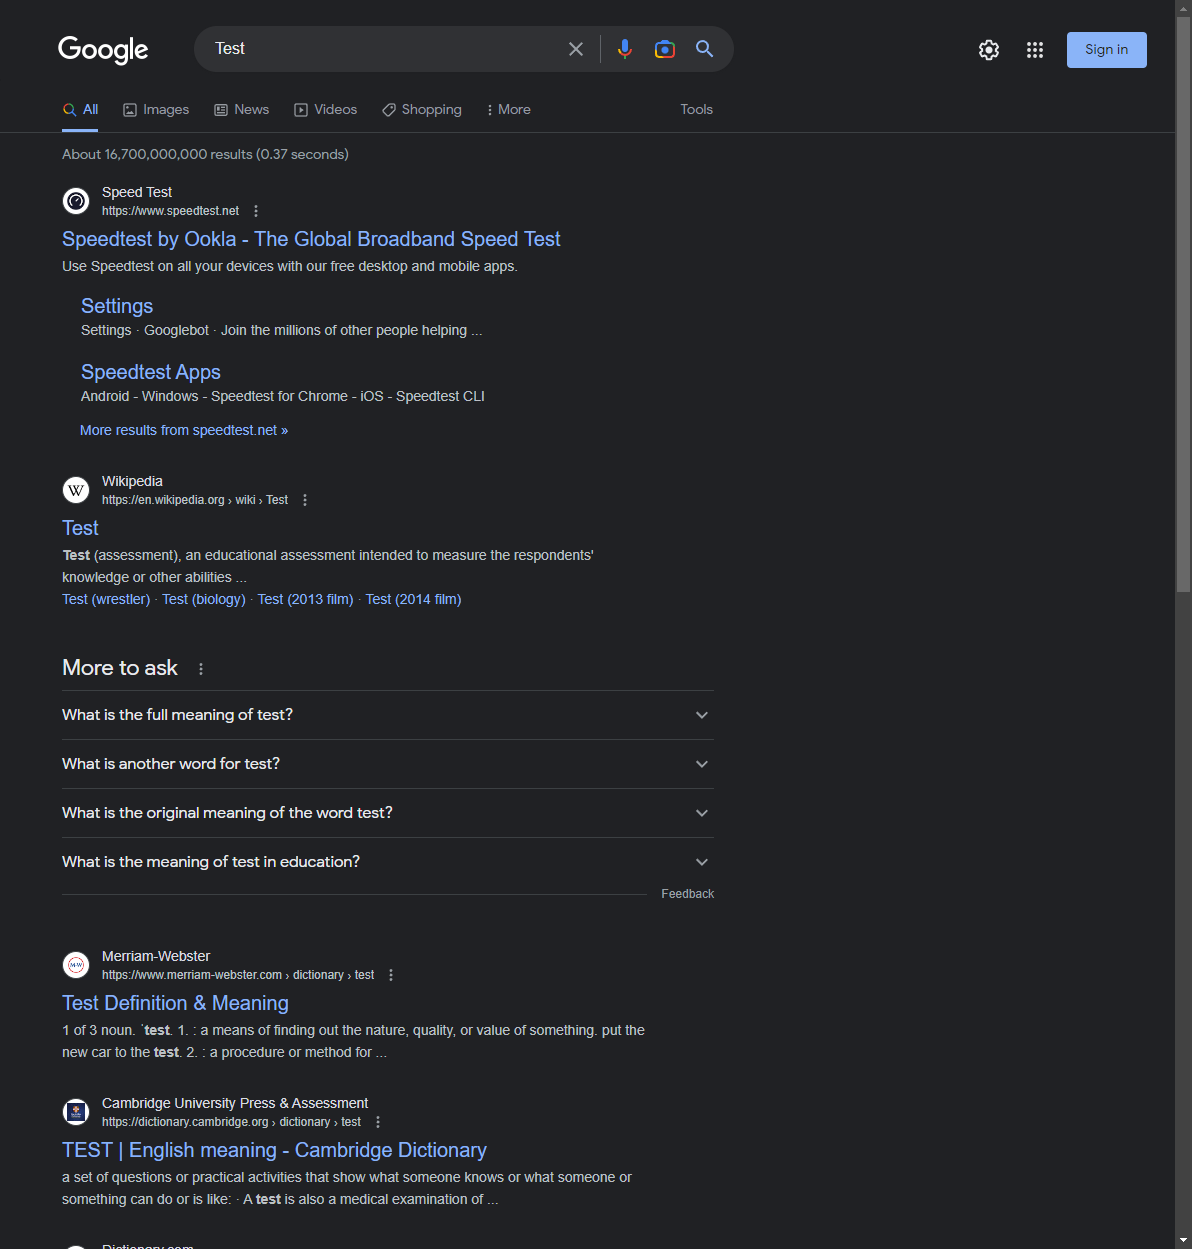 Google
Test
Sign in
All
Images
News
Videos
Shopping
More
Tools
About 16,700,000,000 results (0.37 seconds)
Speed Test
https://www.speedtest.net
Speedtest by Ookla - The Global Broadband Speed Test
Use Speedtest on all your devices with our free desktop and mobile apps.
Settings
Settings · Googlebot · Join the millions of other people helping ...
Speedtest Apps
Android - Windows - Speedtest for Chrome - iOS - Speedtest CLI
More results from speedtest.net »
W
Wikipedia
https://en.wikipedia.org › wiki › Test
Test
Test (assessment), an educational assessment intended to measure the respondents'
knowledge or other abilities ...
Test (wrestler) · Test (biology) · Test (2013 film) · Test (2014 film)
More to ask
What is the full meaning of test?
What is another word for test?
What is the original meaning of the word test?
What is the meaning of test in education?
Feedback
M-W
Merriam-Webster
https://www.merriam-webster.com › dictionary › test
Test Definition & Meaning
1 of 3 noun. ˈtest. 1. : a means of finding out the nature, quality, or value of something. put the
new car to the test. 2. : a procedure or method for ...
Cambridge University Press & Assessment
https://dictionary.cambridge.org › dictionary › test
TEST | English meaning - Cambridge Dictionary
a set of questions or practical activities that show what someone knows or what someone or
something can do or is like: · A test is also a medical examination of ...
Dictionary.com